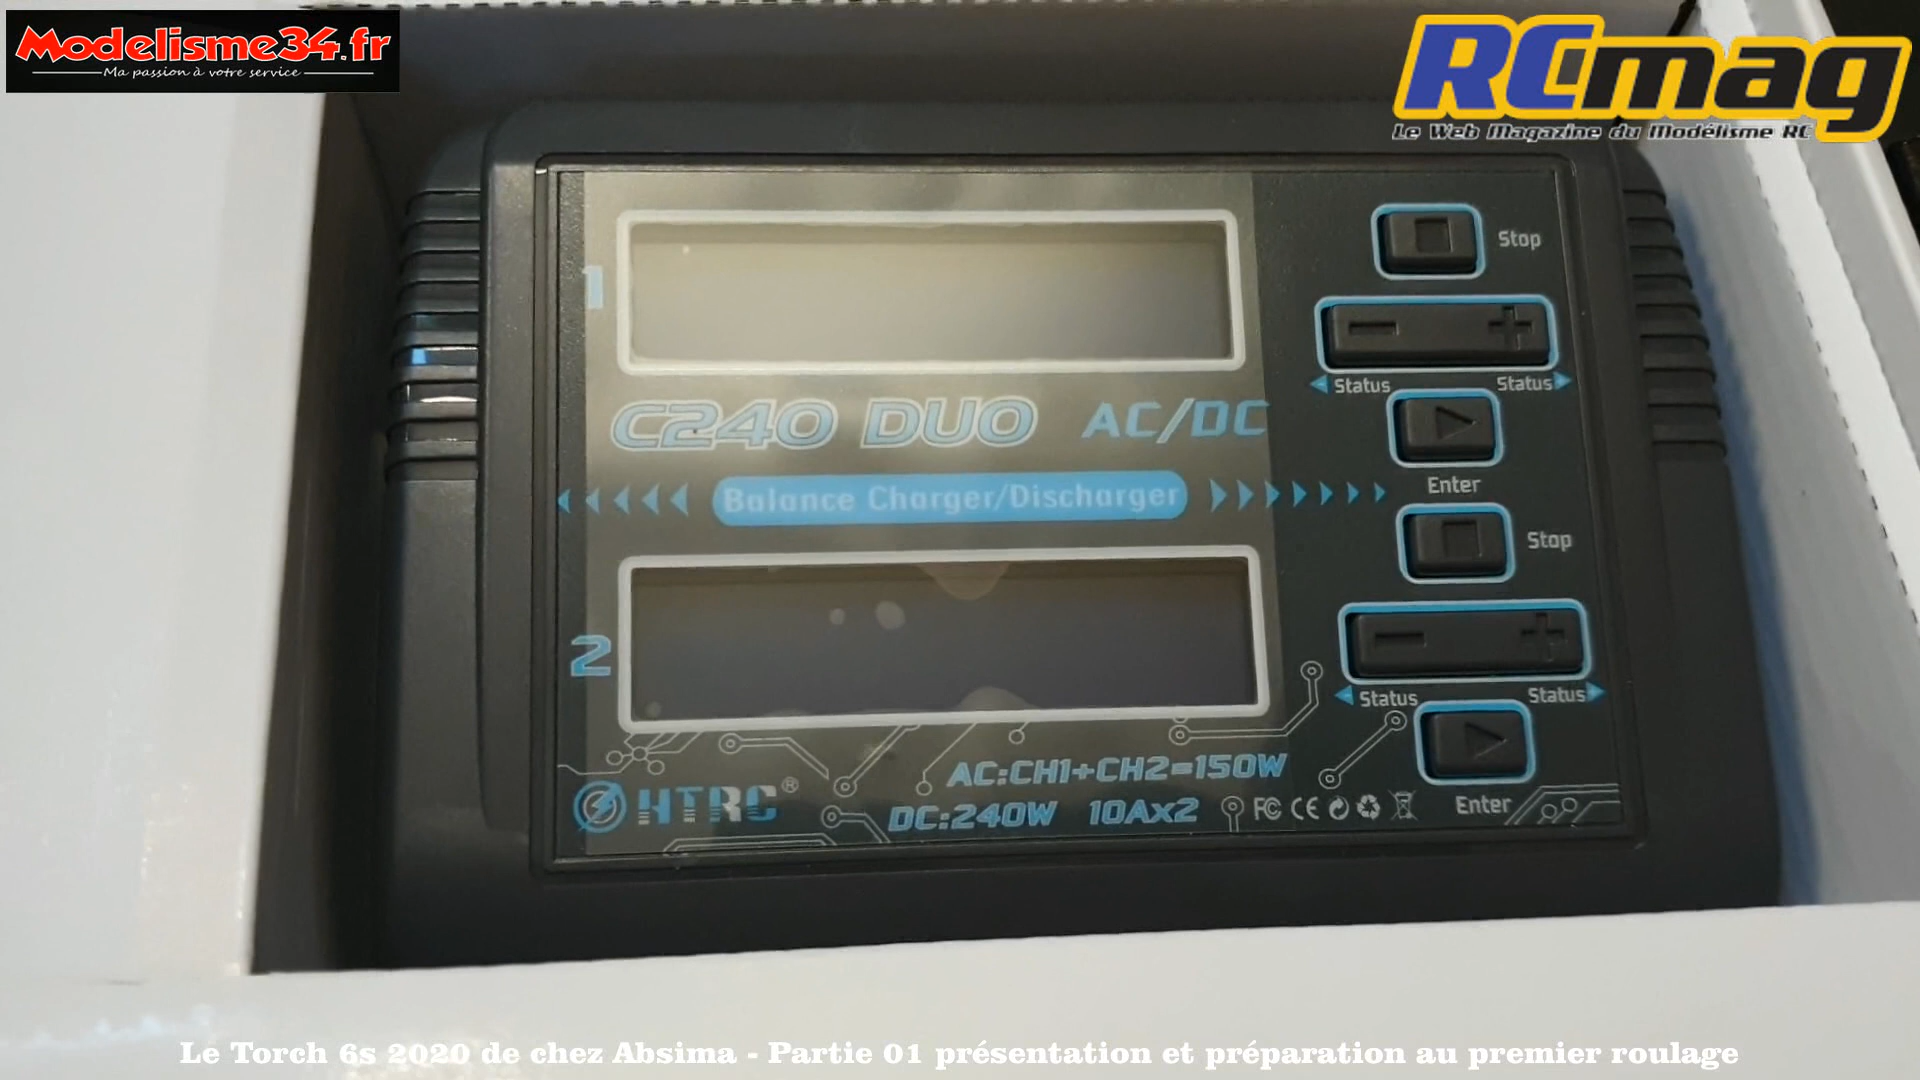 Modelisme34.fr
Ma passion à votre service
RCmag
Le Web Magazine du Modélisme RC
1
Stop
- +
Status Status
C240 DUO AC/DC
Enter
Balance Charger/Discharger
Stop
2
- +
Status Status
AC:CH1+CH2=150W
HTRC®
DC:240W 10Ax2
FC CE
Enter
Le Torch 6s 2020 de chez Absima - Partie 01 présentation et préparation au premier roulage